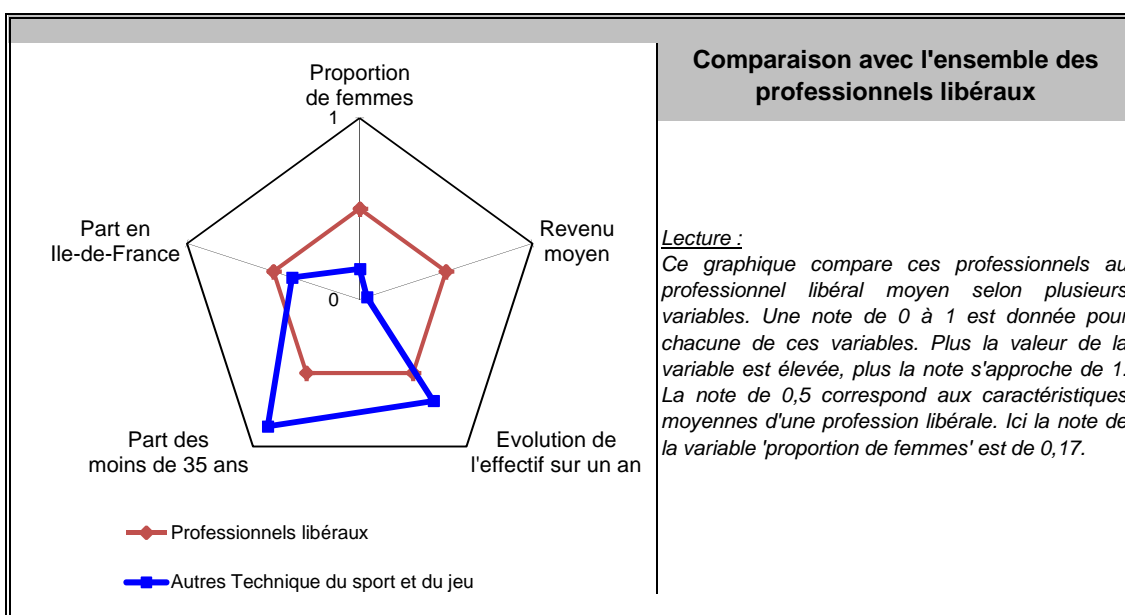 Comparaison avec l'ensemble des
professionnels libéraux
Proportion
de femmes
1
Part en
Ile-de-France
Revenu
moyen
0
Part des
moins de 35 ans
Evolution de
l'effectif sur un an
Professionnels libéraux
Autres Technique du sport et du jeu
Lecture :
Ce graphique compare ces professionnels au
professionnel libéral moyen selon plusieurs
variables. Une note de 0 à 1 est donnée pour
chacune de ces variables. Plus la valeur de la
variable est élevée, plus la note s'approche de 1.
La note de 0,5 correspond aux caractéristiques
moyennes d'une profession libérale. Ici la note de
la variable 'proportion de femmes' est de 0,17.